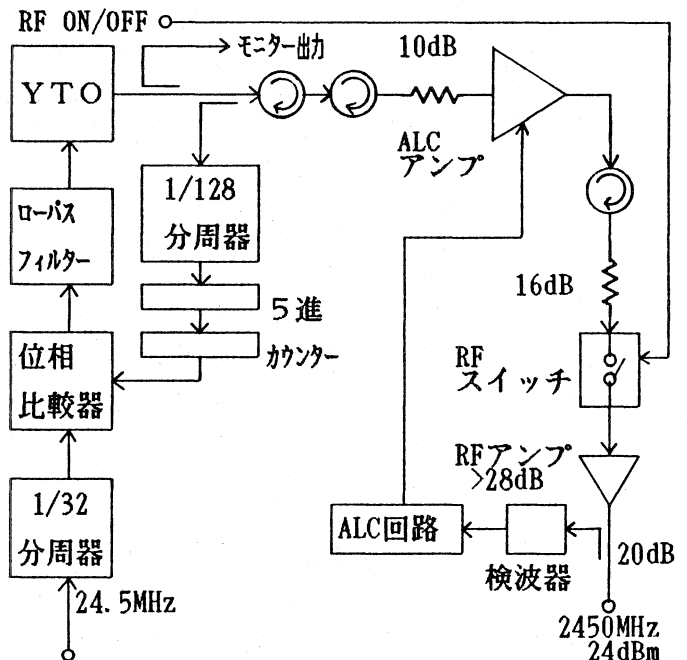 RF ON/OFF
モニター出力
10dB
YTO
ALC
アンプ
1/128
分周器
ローパス
フィルター
16dB
5進
カウンター
位相
比較器
RF
スイッチ
RFアンプ
>28dB
1/32
分周器
ALC回路
検波器
20dB
24.5MHz
2450MHz
24dBm